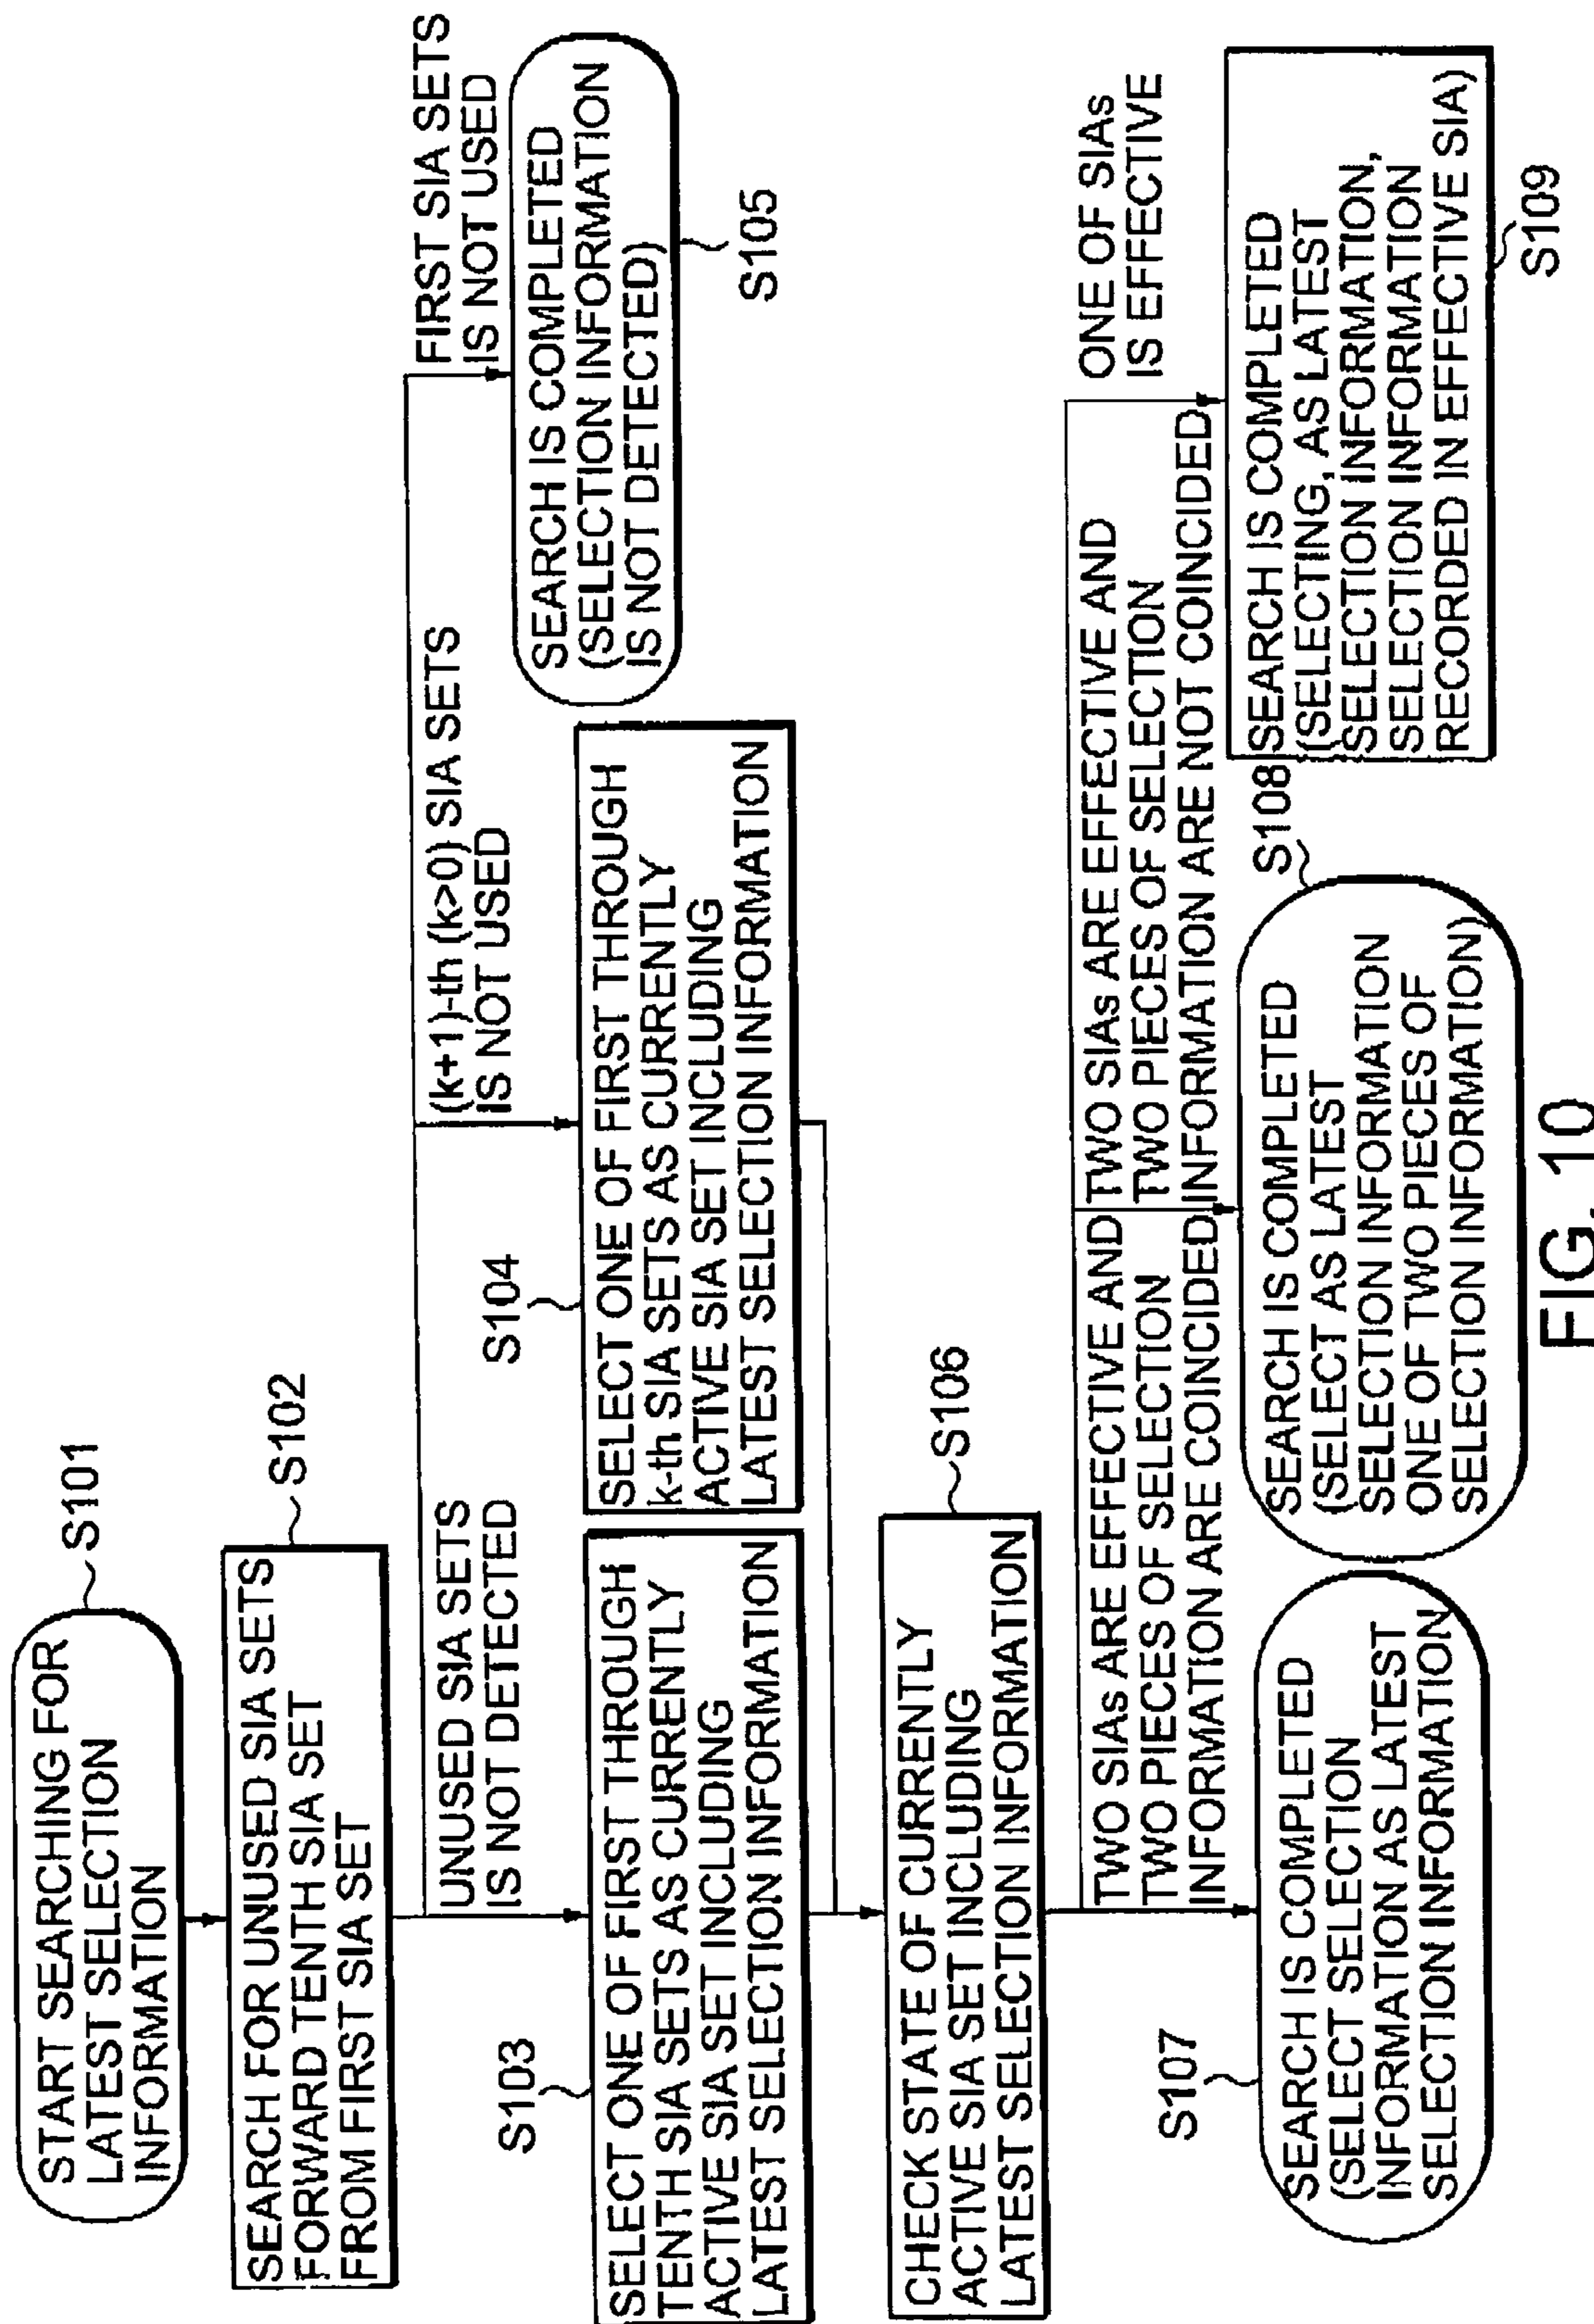 START SEARCHING FOR
LATEST SELECTION
INFORMATION
S101
SEARCH FOR UNUSED SIA SETS
FORWARD TENTH SIA SET
FROM FIRST SIA SET
S102
UNUSED SIA SETS
IS NOT DETECTED
(k+1)-th (k>0) SIA SETS
IS NOT USED
FIRST SIA SETS
IS NOT USED
S103
SELECT ONE OF FIRST THROUGH
TENTH SIA SETS AS CURRENTLY
ACTIVE SIA SET INCLUDING
LATEST SELECTION INFORMATION
S104
SELECT ONE OF FIRST THROUGH
k-th SIA SETS AS CURRENTLY
ACTIVE SIA SET INCLUDING
LATEST SELECTION INFORMATION
SEARCH IS COMPLETED
(SELECTION INFORMATION
IS NOT DETECTED)
S105
CHECK STATE OF CURRENTLY
ACTIVE SIA SET INCLUDING
LATEST SELECTION INFORMATION
S106
TWO SIAs ARE EFFECTIVE AND
TWO PIECES OF SELECTION
INFORMATION ARE COINCIDED
TWO SIAs ARE EFFECTIVE AND
TWO PIECES OF SELECTION
INFORMATION ARE NOT COINCIDED
ONE OF SIAs
IS EFFECTIVE
S107
SEARCH IS COMPLETED
(SELECT SELECTION
INFORMATION AS LATEST
SELECTION INFORMATION
S108
SEARCH IS COMPLETED
(SELECT AS LATEST
SELECTION INFORMATION
ONE OF TWO PIECES OF
SELECTION INFORMATION)
SEARCH IS COMPLETED
(SELECTING, AS LATEST
SELECTION INFORMATION,
SELECTION INFORMATION
RECORDED IN EFFECTIVE SIA)
S109
FIG. 10